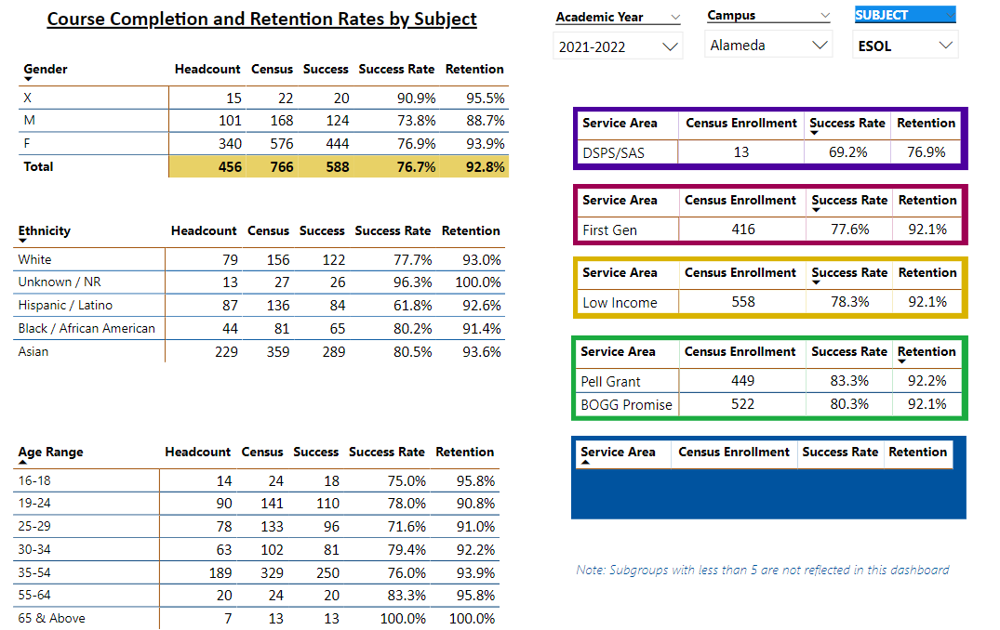 Course Completion and Retention Rates by Subject
Academic Year
2021-2022
Campus
Alameda
SUBJECT
ESOL
Gender Headcount Census Success Success Rate Retention
X 15 22 20 90.9% 95.5%
M 101 168 124 73.8% 88.7%
F 340 576 444 76.9% 93.9%
Total 456 766 588 76.7% 92.8%
Ethnicity Headcount Census Success Success Rate Retention
White 79 156 122 77.7% 93.0%
Unknown / NR 13 27 26 96.3% 100.0%
Hispanic / Latino 87 136 84 61.8% 92.6%
Black / African American 44 81 65 80.2% 91.4%
Asian 229 359 289 80.5% 93.6%
Age Range Headcount Census Success Success Rate Retention
16-18 14 24 18 75.0% 95.8%
19-24 90 141 110 78.0% 90.8%
25-29 78 133 96 71.6% 91.0%
30-34 63 102 81 79.4% 92.2%
35-54 189 329 250 76.0% 93.9%
55-64 20 24 20 83.3% 95.8%
65 & Above 7 13 13 100.0% 100.0%
Service Area Census Enrollment Success Rate Retention
DSPS/SAS 13 69.2% 76.9%
Service Area Census Enrollment Success Rate Retention
First Gen 416 77.6% 92.1%
Service Area Census Enrollment Success Rate Retention
Low Income 558 78.3% 92.1%
Service Area Census Enrollment Success Rate Retention
Pell Grant 449 83.3% 92.2%
BOGG Promise 522 80.3% 92.1%
Service Area Census Enrollment Success Rate Retention
Note: Subgroups with less than 5 are not reflected in this dashboard